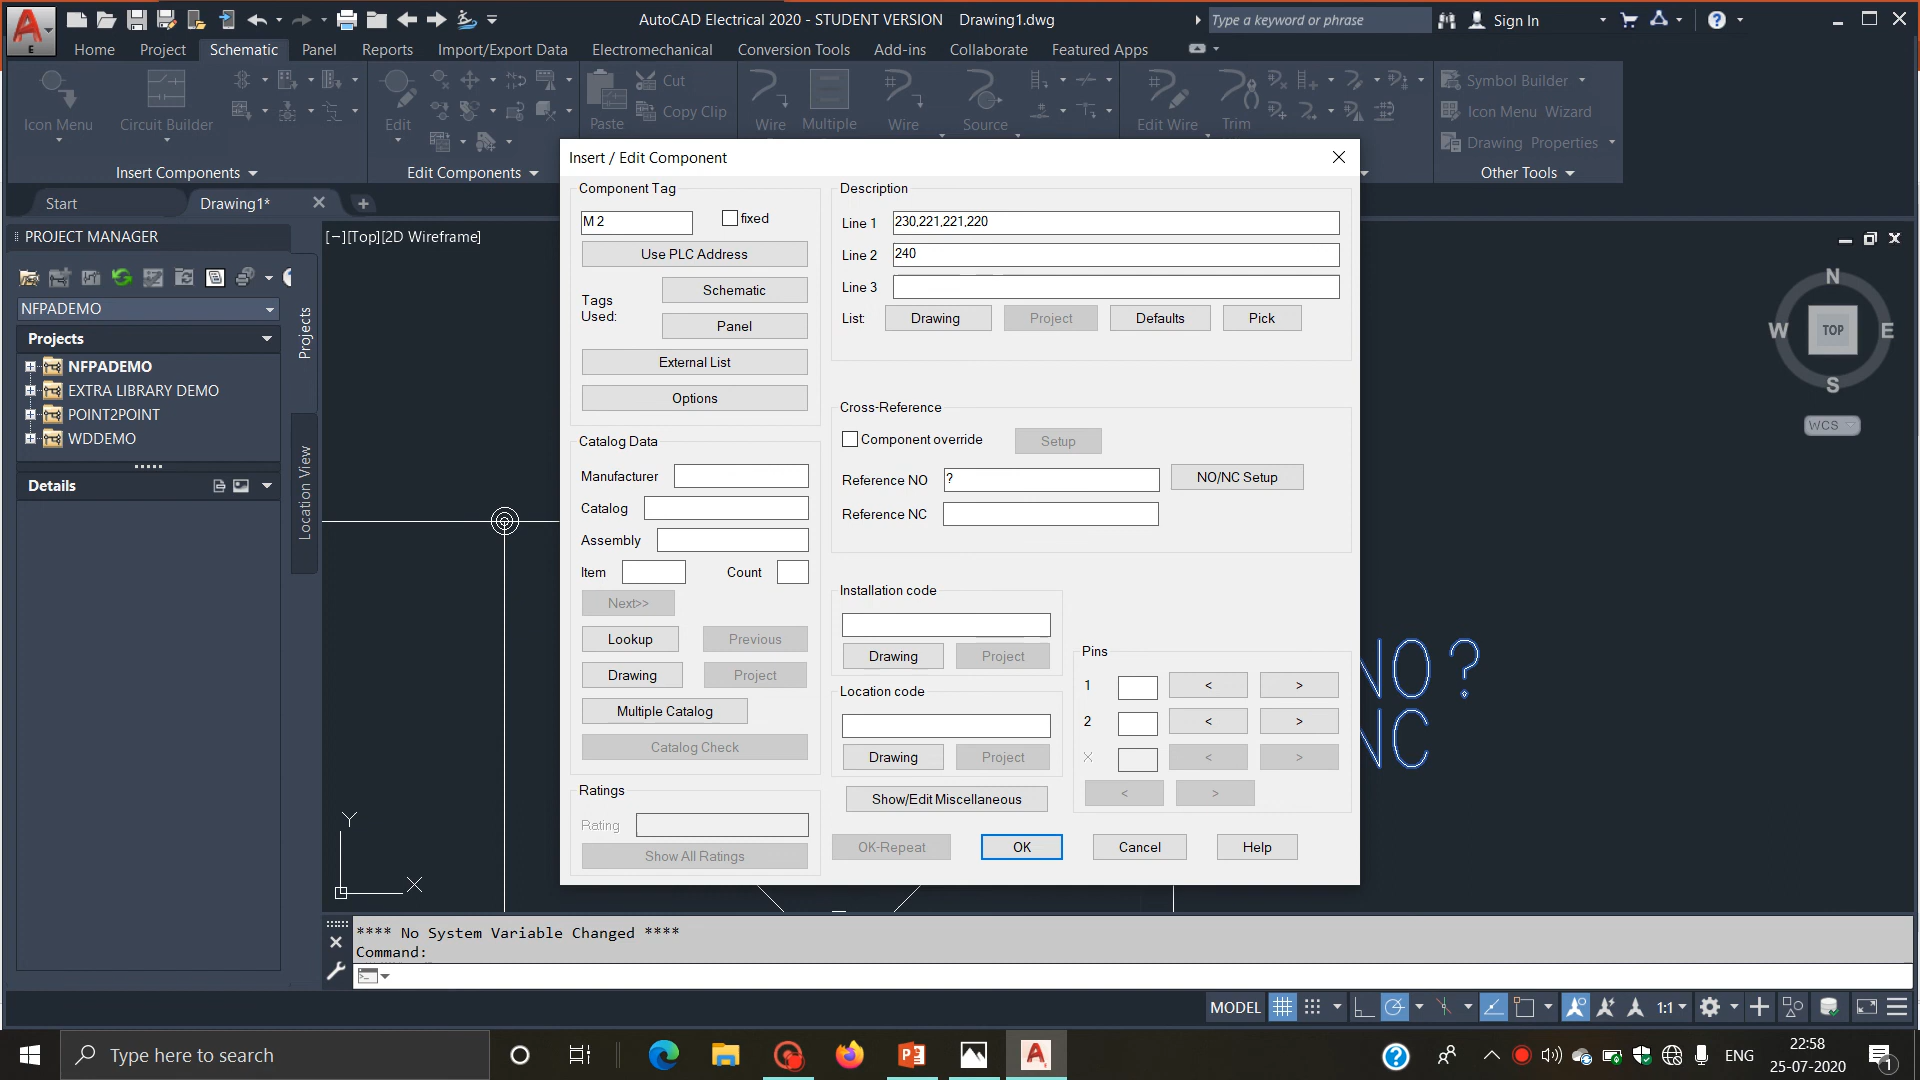 AutoCAD Electrical 2020 - STUDENT VERSION Drawing1.dwg
Type a keyword or phrase
Sign In
Home Project Schematic Panel Reports Import/Export Data Electromechanical Conversion Tools Add-ins Collaborate Featured Apps
Cut
Copy Clip
Symbol Builder
Icon Menu Wizard
Drawing Properties
Icon Menu Circuit Builder Edit Paste Wire Multiple Wire Source Edit Wire Trim
Insert Components Edit Components Other Tools
Start Drawing1*
PROJECT MANAGER
[−][Top][2D Wireframe]
NFPADEMO
Projects
NFPADEMO
EXTRA LIBRARY DEMO
POINT2POINT
WDDEMO
Details
Projects
Location View
Insert / Edit Component
Component Tag
M 2
fixed
Use PLC Address
Tags Used:
Schematic
Panel
External List
Options
Catalog Data
Manufacturer
Catalog
Assembly
Item Count
Next>>
Lookup Previous
Drawing Project
Multiple Catalog
Catalog Check
Ratings
Rating
Show All Ratings
Description
Line 1 230,221,221,220
Line 2 240
Line 3
List: Drawing Project Defaults Pick
Cross-Reference
Component override Setup
Reference NO ? NO/NC Setup
Reference NC
Installation code
Drawing Project
Location code
Drawing Project
Show/Edit Miscellaneous
Pins
1 < >
2 < >
X < >
< >
OK-Repeat OK Cancel Help
N
W TOP E
S
WCS
NO ?
NC
Y
X
**** No System Variable Changed ****
Command:
MODEL 1:1
Type here to search
ENG
22:58
25-07-2020
1